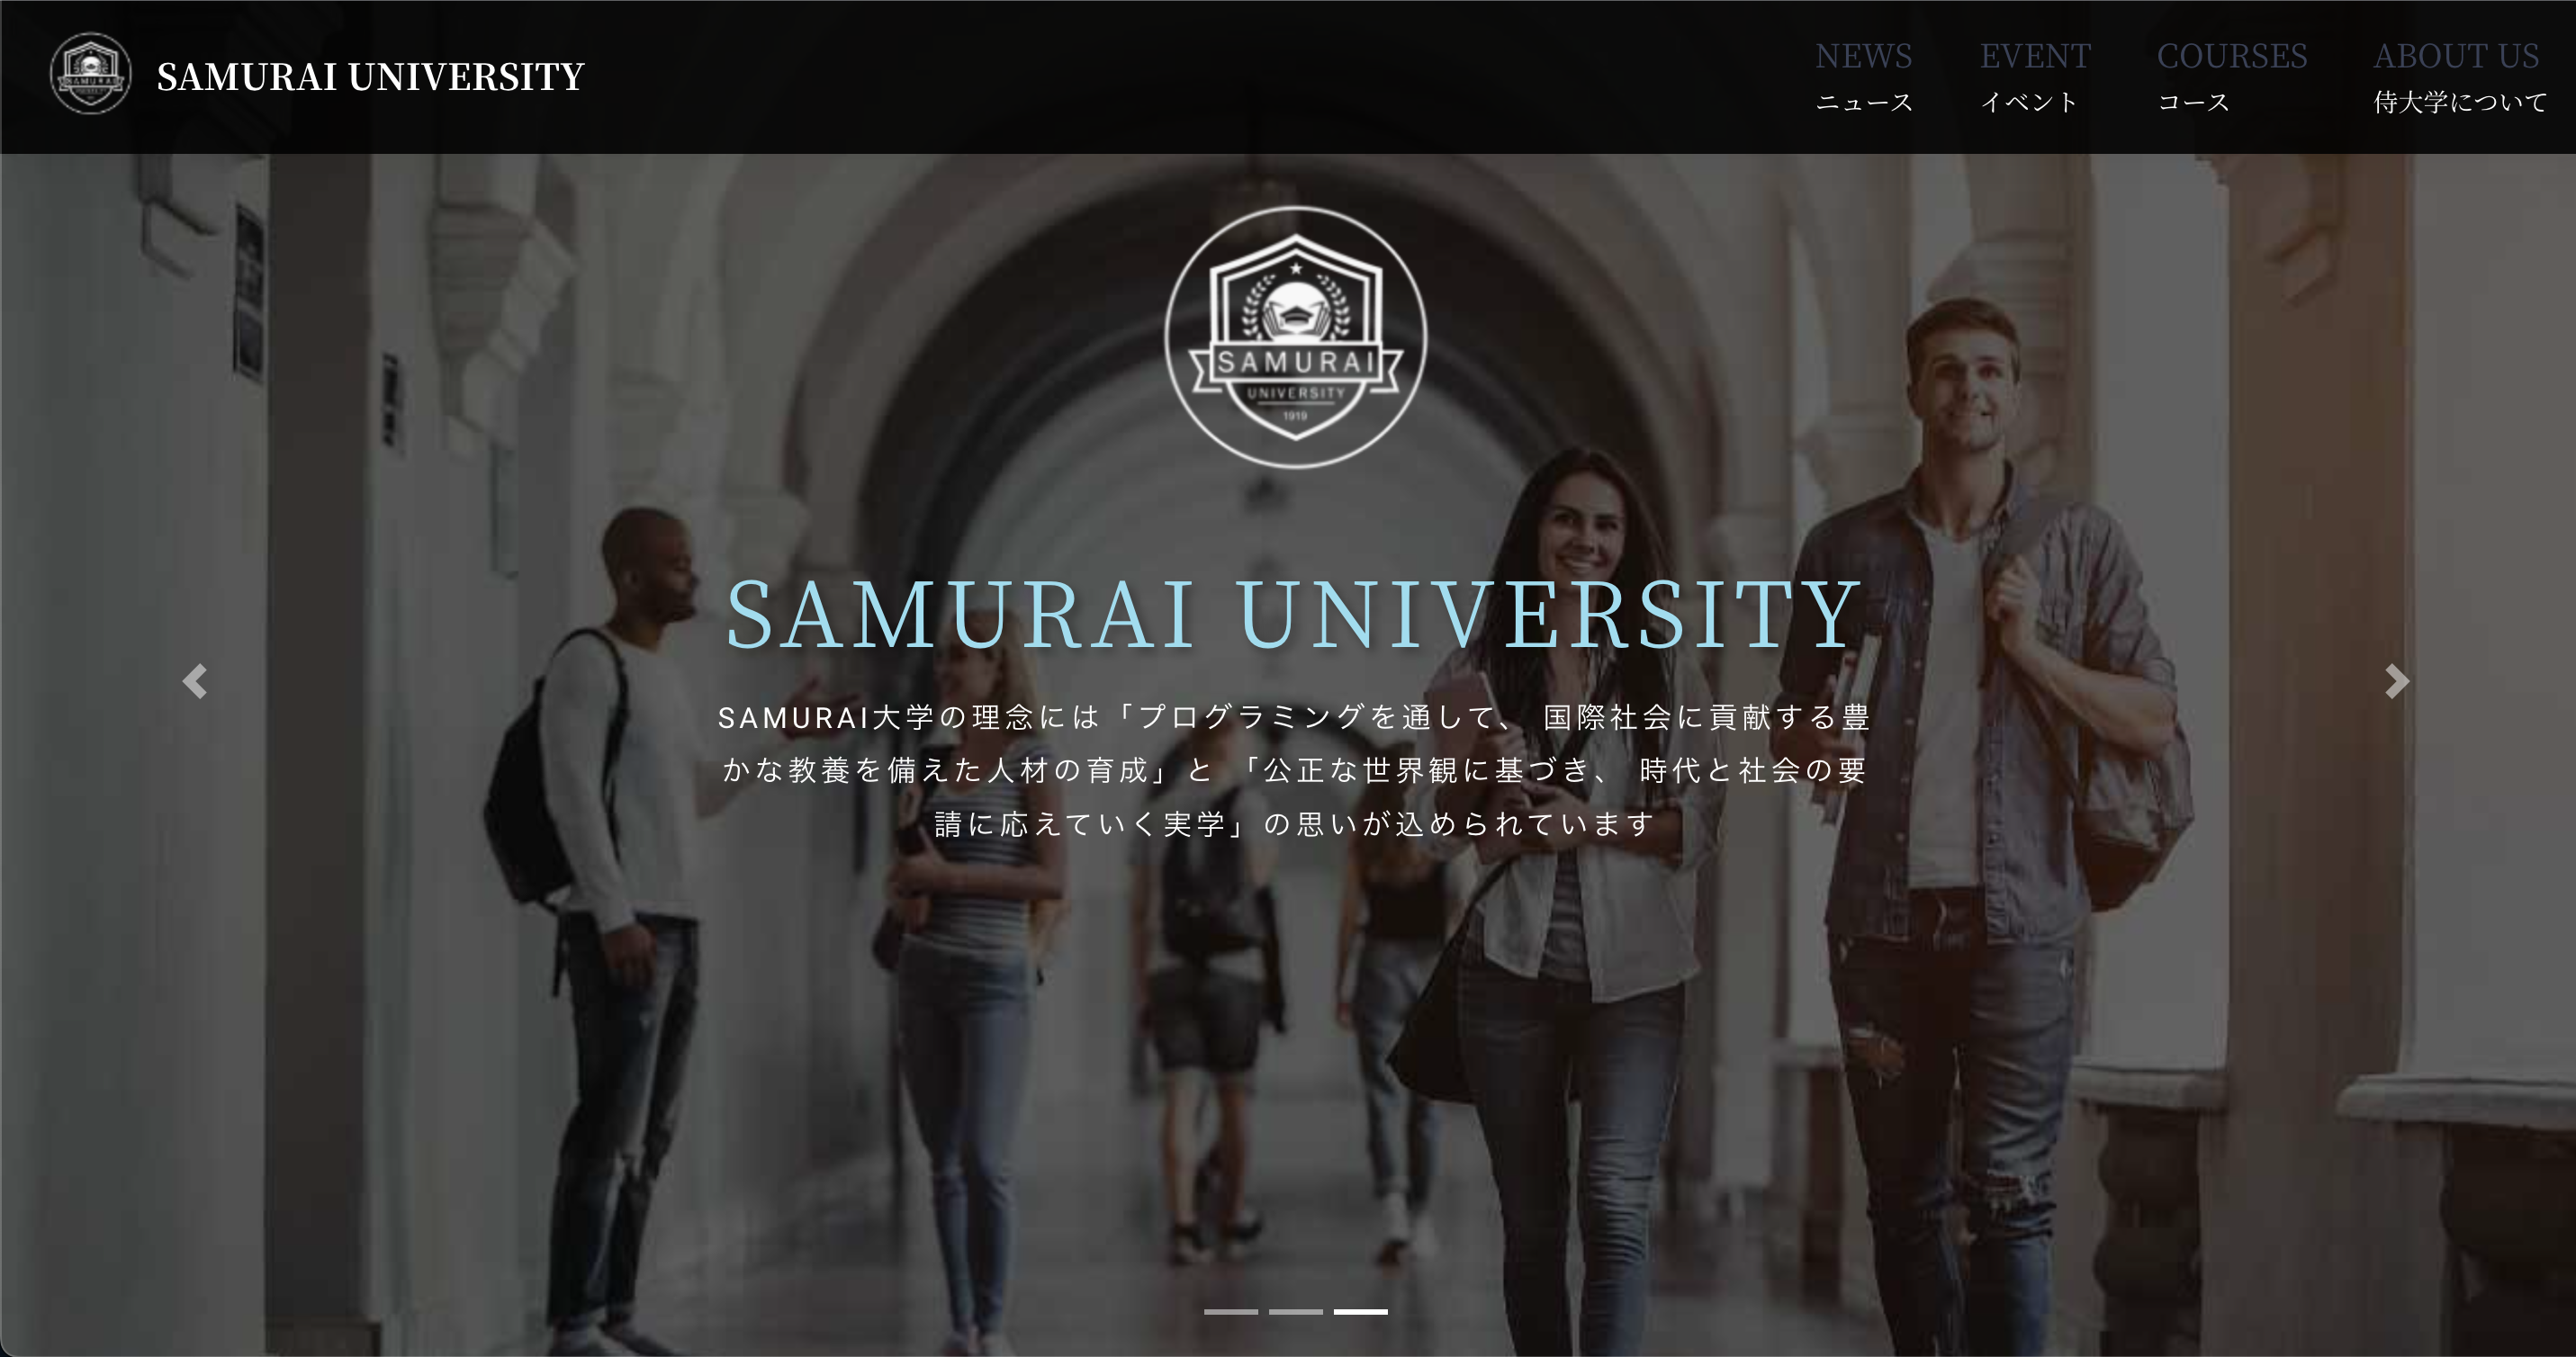 SAMURAI UNIVERSITY
NEWS
ニュース
EVENT
イベント
COURSES
コース
ABOUT US
侍大学について
SAMURAI
UNIVERSITY
1919
SAMURAI UNIVERSITY
SAMURAI大学の理念には「プログラミングを通して、 国際社会に貢献する豊
かな教養を備えた人材の育成」と 「公正な世界観に基づき、 時代と社会の要
請に応えていく実学」の思いが込められています